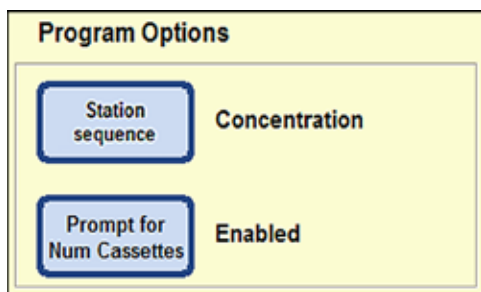 Program Options
Station
sequence
Concentration
Prompt for
Num Cassettes
Enabled